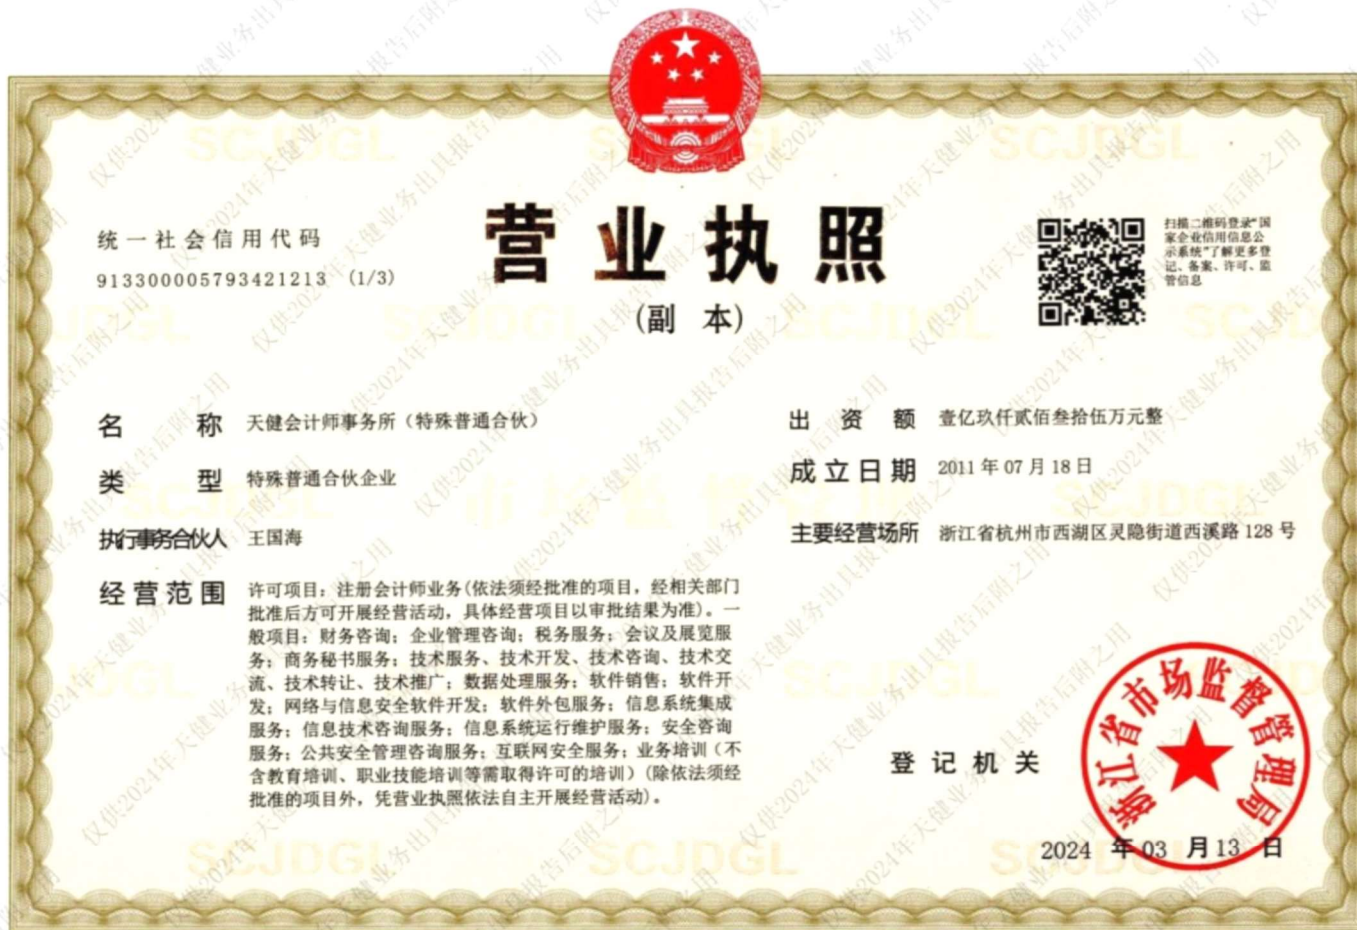 营业执照
(副 本)
统一社会信用代码
913300005793421213 (1/3)
扫描二维码登录“国
家企业信用信息公
示系统”了解更多登
记、备案、许可、监
管信息
名 称 天健会计师事务所（特殊普通合伙）
类 型 特殊普通合伙企业
执行事务合伙人 王国海
经营范围 许可项目：注册会计师业务(依法须经批准的项目，经相关部门
批准后方可开展经营活动，具体经营项目以审批结果为准)。一
般项目：财务咨询；企业管理咨询；税务服务；会议及展览服
务；商务秘书服务；技术服务、技术开发、技术咨询、技术交
流、技术转让、技术推广；数据处理服务；软件销售；软件开
发；网络与信息安全软件开发；软件外包服务；信息系统集成
服务；信息技术咨询服务；信息系统运行维护服务；安全咨询
服务；公共安全管理咨询服务；互联网安全服务；业务培训（不
含教育培训、职业技能培训等需取得许可的培训）(除依法须经
批准的项目外，凭营业执照依法自主开展经营活动)。
出 资 额 壹亿玖仟贰佰叁拾伍万元整
成立日期 2011 年 07 月 18 日
主要经营场所 浙江省杭州市西湖区灵隐街道西溪路 128 号
登记机关
浙江省市场监督管理局
2024 年 03 月 13 日
SCJDGL
市场监督管理
仅供2024年天健业务出具报告后附之用